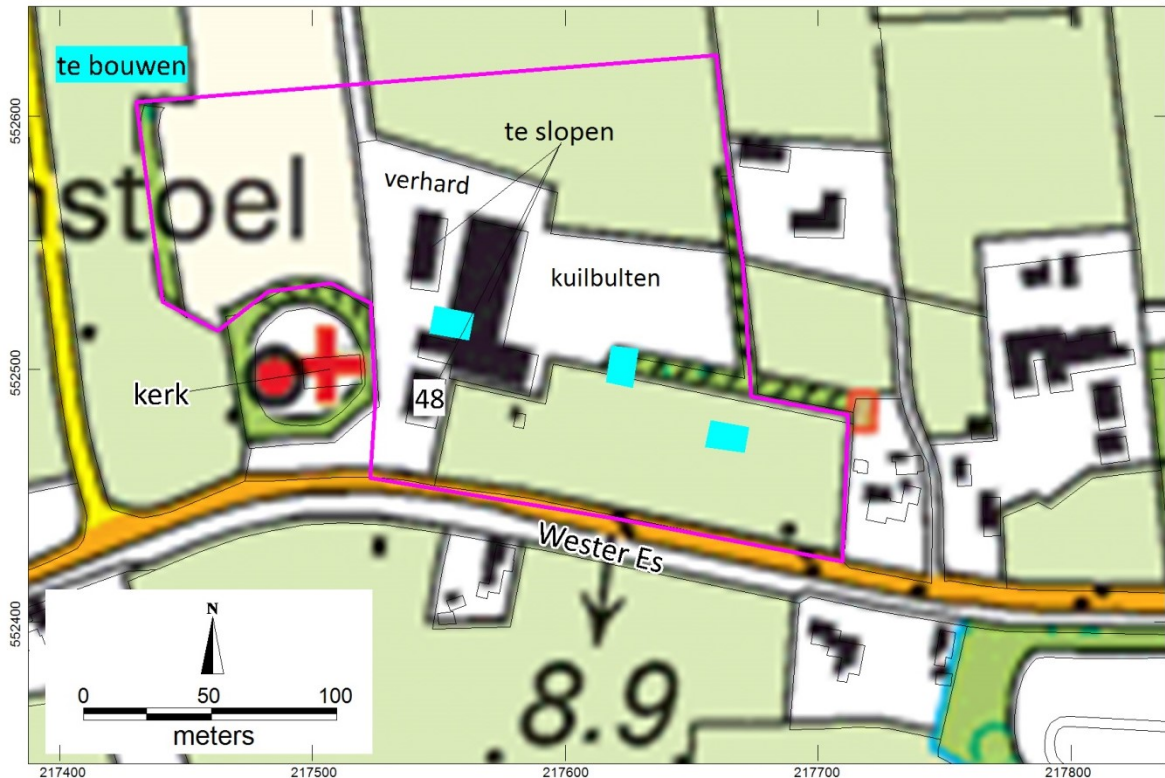 te bouwen
te slopen
verhard
nstoel
kuilbulten
kerk
48
Wester Es
8.9
N
0 50 100
meters
552600
552500
552400
217400 217500 217600 217700 217800